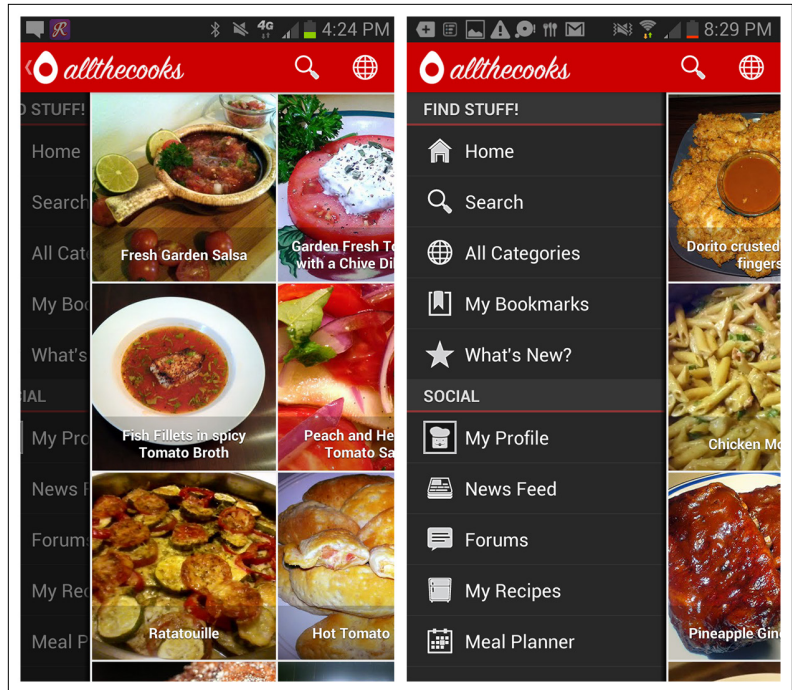 4G 4:24 PM
allthecooks
D STUFF!
Home
Search
All Cate
My Boo
What's
IAL
My Pro
News F
Forums
My Rec
Meal P
Fresh Garden Salsa
Garden Fresh To
with a Chive Dil
Fish Fillets in spicy
Tomato Broth
Peach and He
Tomato Sa
Ratatouille
Hot Tomato
8:29 PM
allthecooks
FIND STUFF!
Home
Search
All Categories
My Bookmarks
What's New?
SOCIAL
My Profile
News Feed
Forums
My Recipes
Meal Planner
Dorito crusted
fingers
Chicken Mo
Pineapple Gin